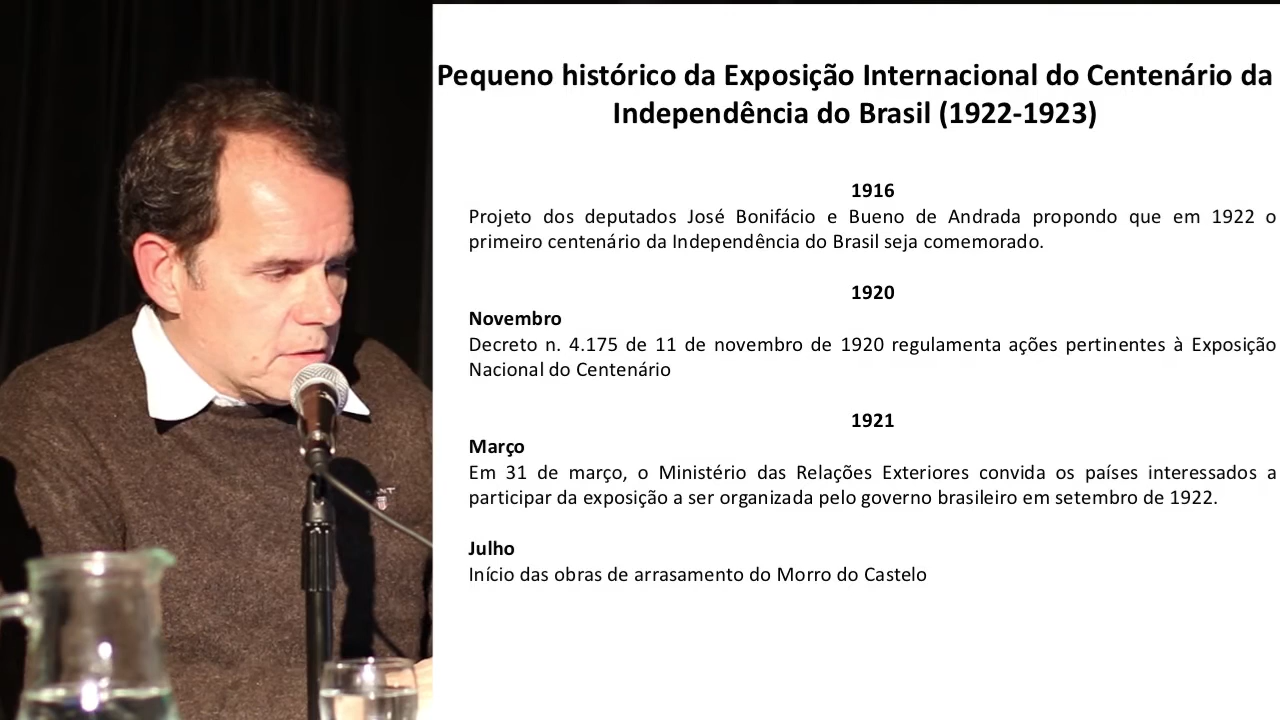 Pequeno histórico da Exposição Internacional do Centenário da
Independência do Brasil (1922-1923)
1916
Projeto dos deputados José Bonifácio e Bueno de Andrada propondo que em 1922 o
primeiro centenário da Independência do Brasil seja comemorado.
1920
Novembro
Decreto n. 4.175 de 11 de novembro de 1920 regulamenta ações pertinentes à Exposição
Nacional do Centenário
1921
Março
Em 31 de março, o Ministério das Relações Exteriores convida os países interessados a
participar da exposição a ser organizada pelo governo brasileiro em setembro de 1922.
Julho
Início das obras de arrasamento do Morro do Castelo